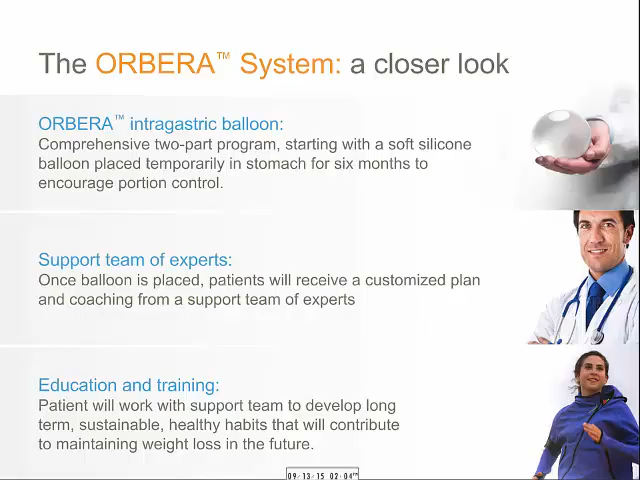 The ORBERA™ System: a closer look
ORBERA™ intragastric balloon:
Comprehensive two-part program, starting with a soft silicone
balloon placed temporarily in stomach for six months to
encourage portion control.
Support team of experts:
Once balloon is placed, patients will receive a customized plan
and coaching from a support team of experts
Education and training:
Patient will work with support team to develop long
term, sustainable, healthy habits that will contribute
to maintaining weight loss in the future.
09/13/15 02:04PM